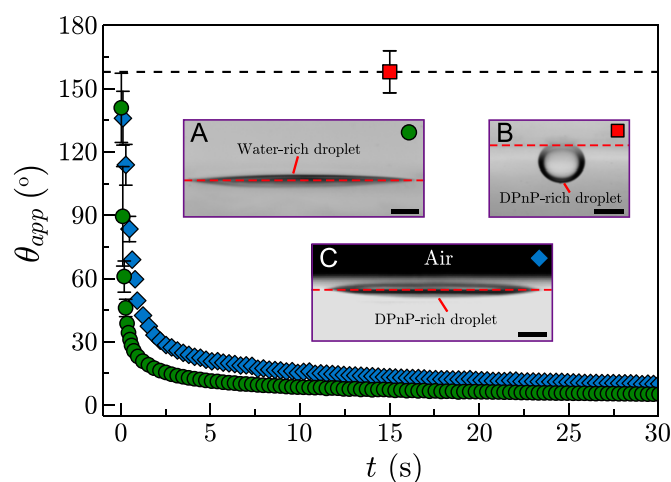 180
150
120
90
60
30
0
θapp (°)
A
Water-rich droplet
B
DPnP-rich droplet
C
Air
DPnP-rich droplet
0 5 10 15 20 25 30
t (s)